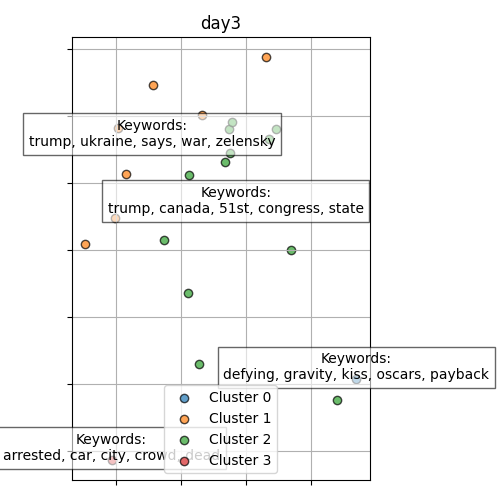 day3
Keywords:
trump, ukraine, says, war, zelensky
Keywords:
trump, canada, 51st, congress, state
Keywords:
defying, gravity, kiss, oscars, payback
Cluster 0
Cluster 1
Cluster 2
Cluster 3
Keywords:
arrested, car, city, crowd, dead